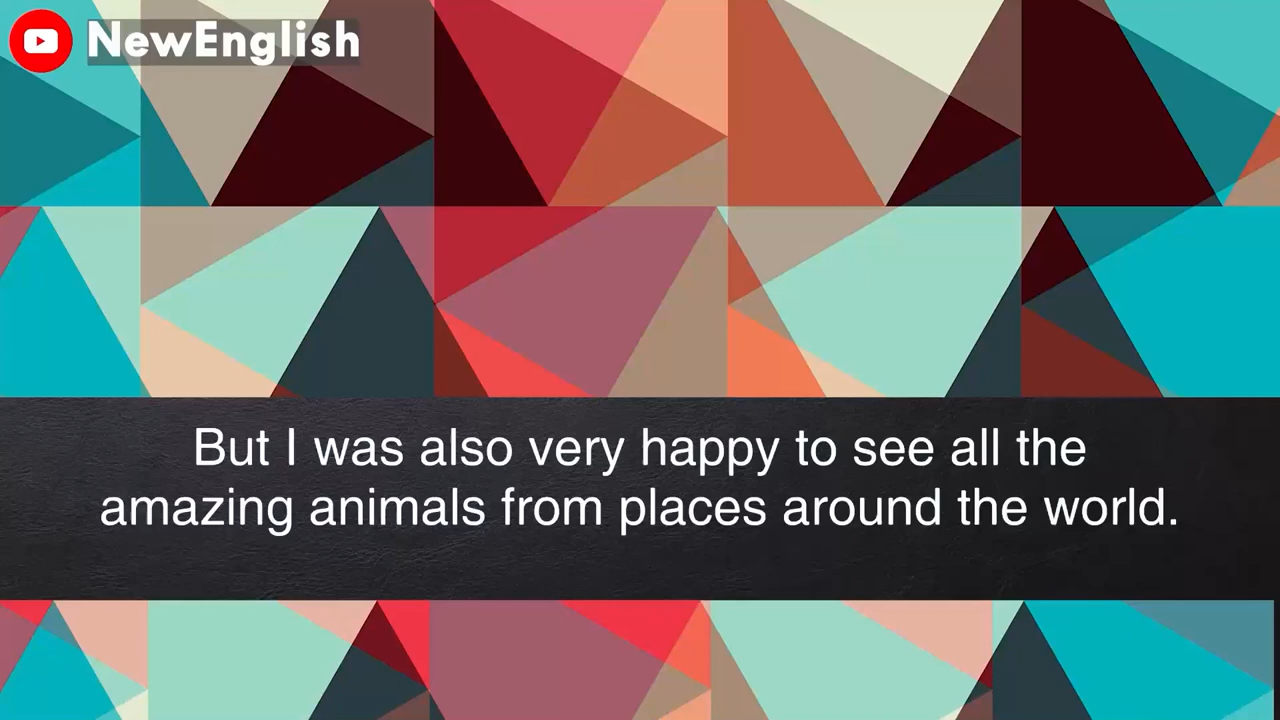 NewEnglish
But I was also very happy to see all the
amazing animals from places around the world.